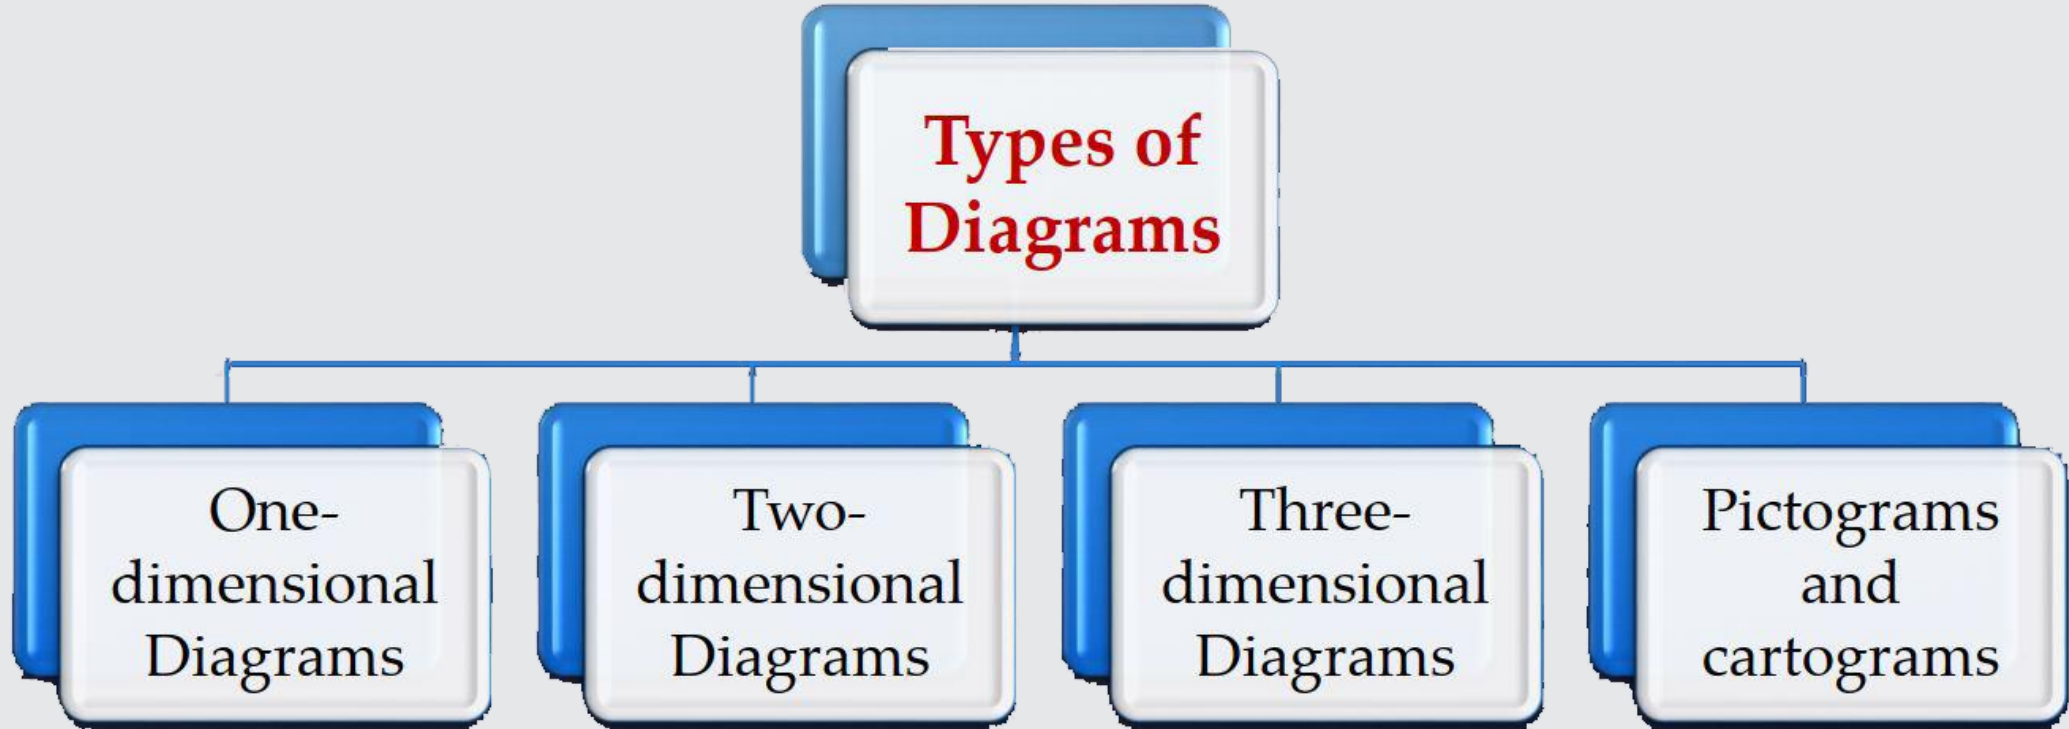 Types of
Diagrams
One-
dimensional
Diagrams
Two-
dimensional
Diagrams
Three-
dimensional
Diagrams
Pictograms
and
cartograms